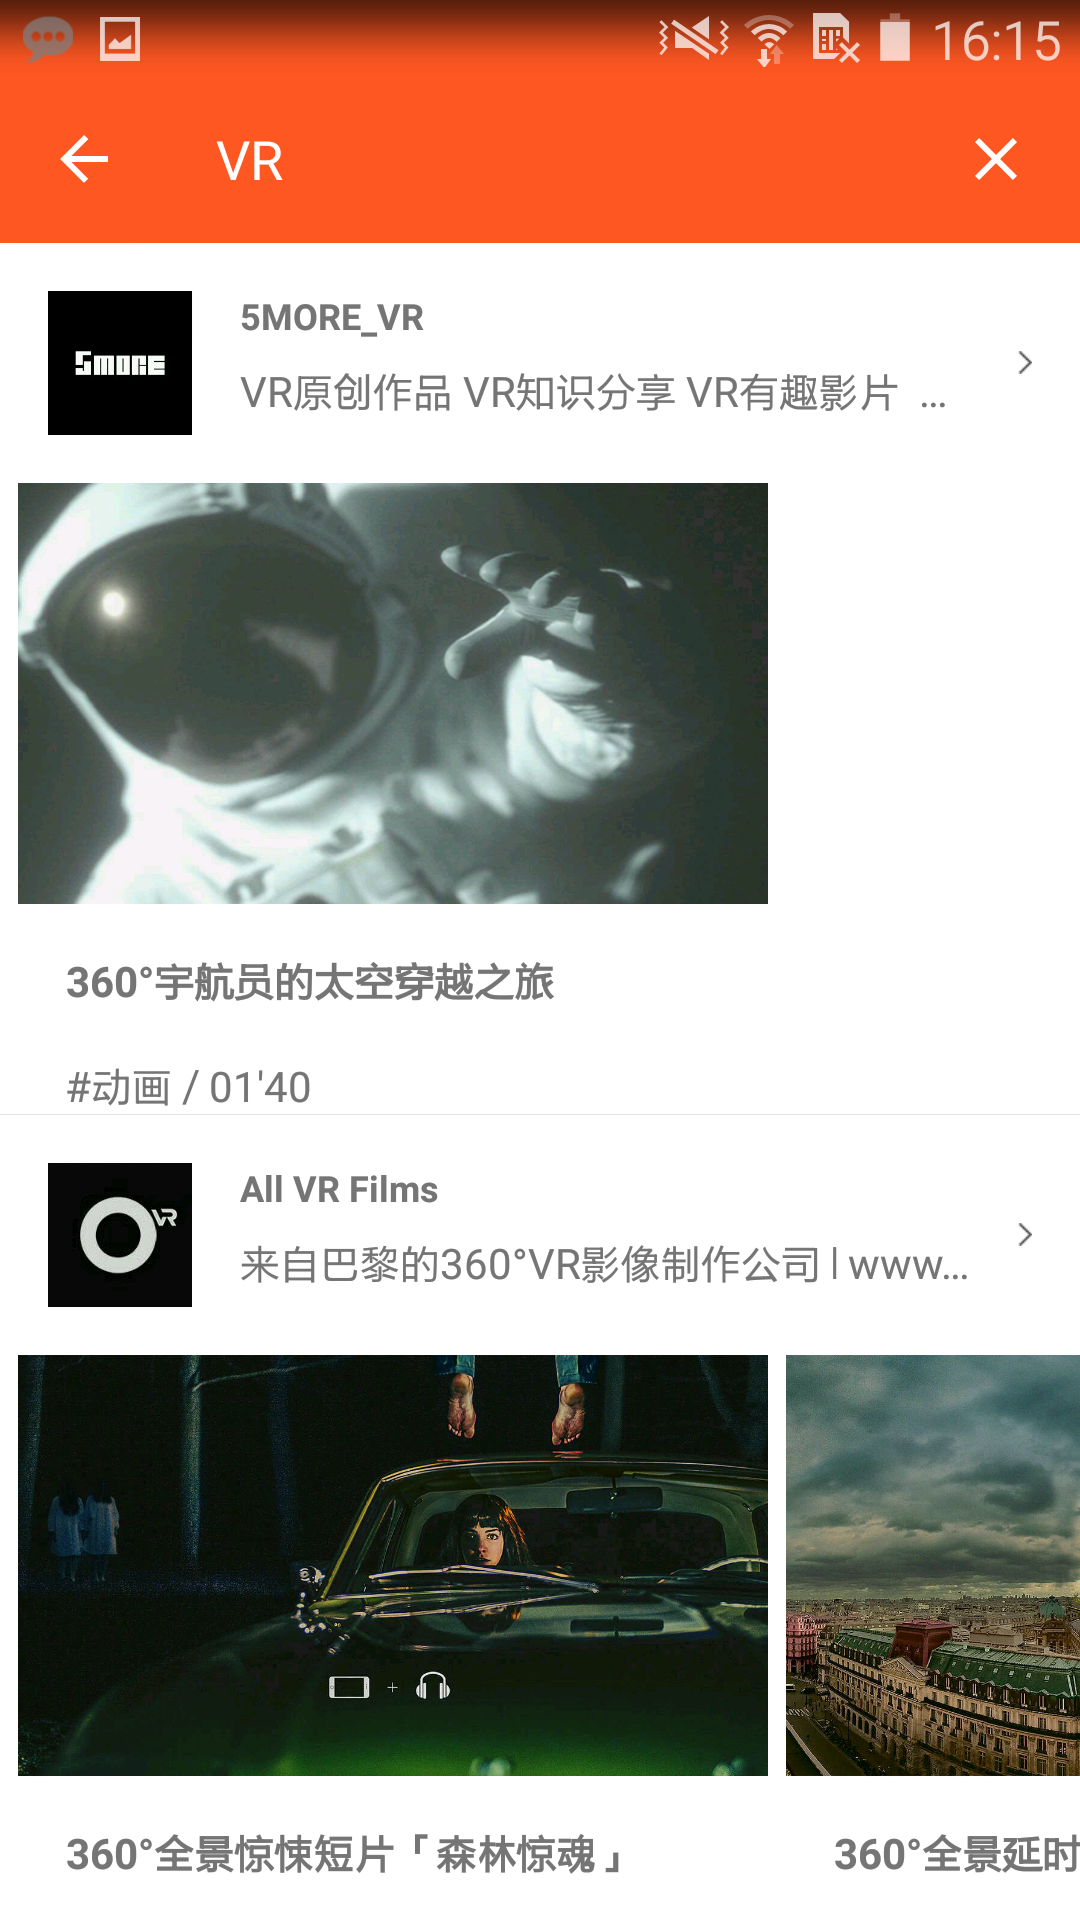 16:15
VR
5MORE
5MORE_VR
VR原创作品 VR知识分享 VR有趣影片 ...
360°宇航员的太空穿越之旅
#动画 / 01'40
VR
All VR Films
来自巴黎的360°VR影像制作公司 | www...
+
360°全景惊悚短片「森林惊魂」
360°全景延时